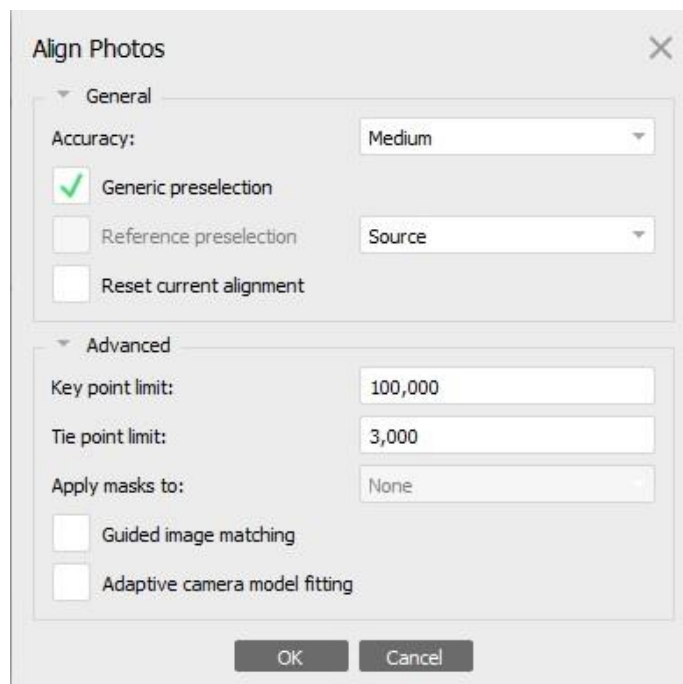 Align Photos
General
Accuracy: Medium
Generic preselection
Reference preselection Source
Reset current alignment
Advanced
Key point limit: 100,000
Tie point limit: 3,000
Apply masks to: None
Guided image matching
Adaptive camera model fitting
OK Cancel